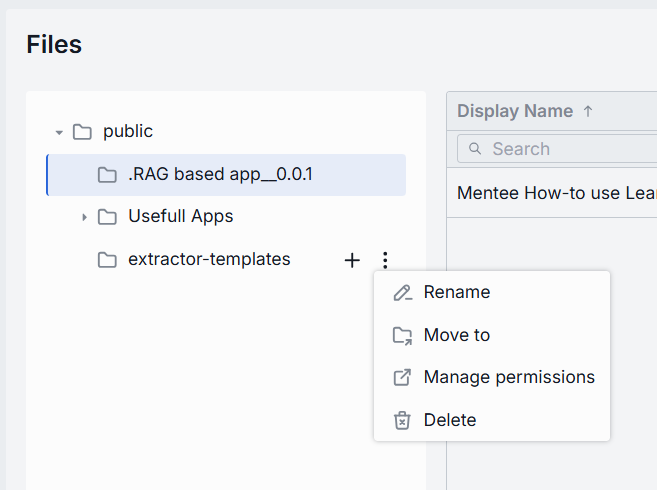 Files
public
.RAG based app__0.0.1
Usefull Apps
extractor-templates
Rename
Move to
Manage permissions
Delete
Display Name ↑
Search
Mentee How-to use